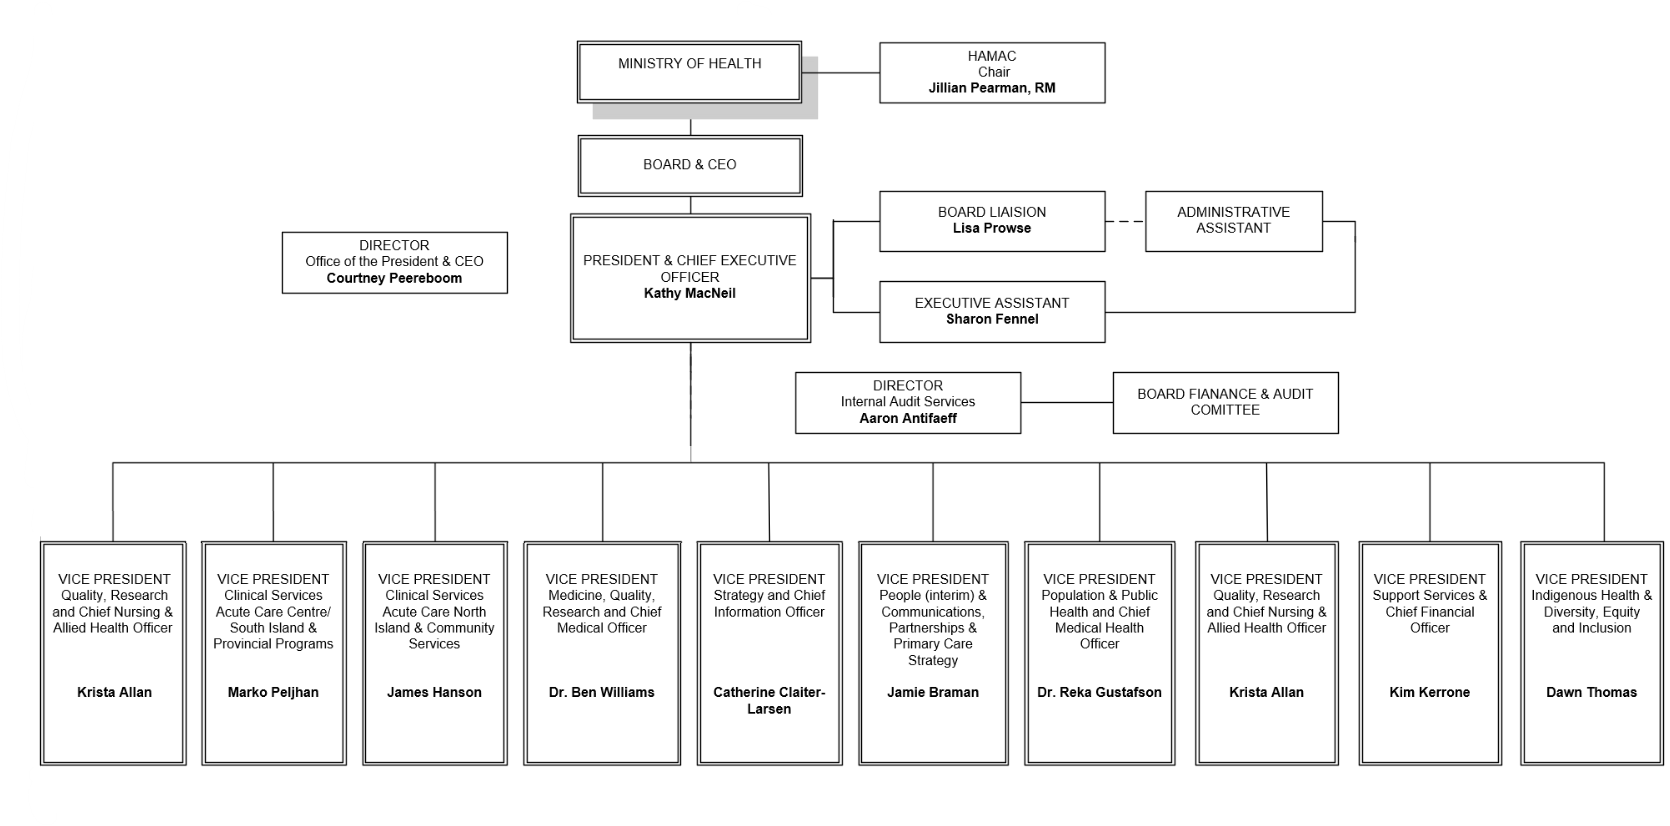 MINISTRY OF HEALTH
HAMAC
Chair
Jillian Pearman, RM
BOARD & CEO
BOARD LIAISION
Lisa Prowse
ADMINISTRATIVE
ASSISTANT
DIRECTOR
Office of the President & CEO
Courtney Peereboom
PRESIDENT & CHIEF EXECUTIVE
OFFICER
Kathy MacNeil
EXECUTIVE ASSISTANT
Sharon Fennel
DIRECTOR
Internal Audit Services
Aaron Antifaeff
BOARD FIANANCE & AUDIT
COMITTEE
VICE PRESIDENT
Quality, Research
and Chief Nursing &
Allied Health Officer
Krista Allan
VICE PRESIDENT
Clinical Services
Acute Care Centre/
South Island &
Provincial Programs
Marko Peljhan
VICE PRESIDENT
Clinical Services
Acute Care North
Island & Community
Services
James Hanson
VICE PRESIDENT
Medicine, Quality,
Research and Chief
Medical Officer
Dr. Ben Williams
VICE PRESIDENT
Strategy and Chief
Information Officer
Catherine Claiter-
Larsen
VICE PRESIDENT
People (interim) &
Communications,
Partnerships &
Primary Care
Strategy
Jamie Braman
VICE PRESIDENT
Population & Public
Health and Chief
Medical Health
Officer
Dr. Reka Gustafson
VICE PRESIDENT
Quality, Research
and Chief Nursing &
Allied Health Officer
Krista Allan
VICE PRESIDENT
Support Services &
Chief Financial
Officer
Kim Kerrone
VICE PRESIDENT
Indigenous Health &
Diversity, Equity
and Inclusion
Dawn Thomas